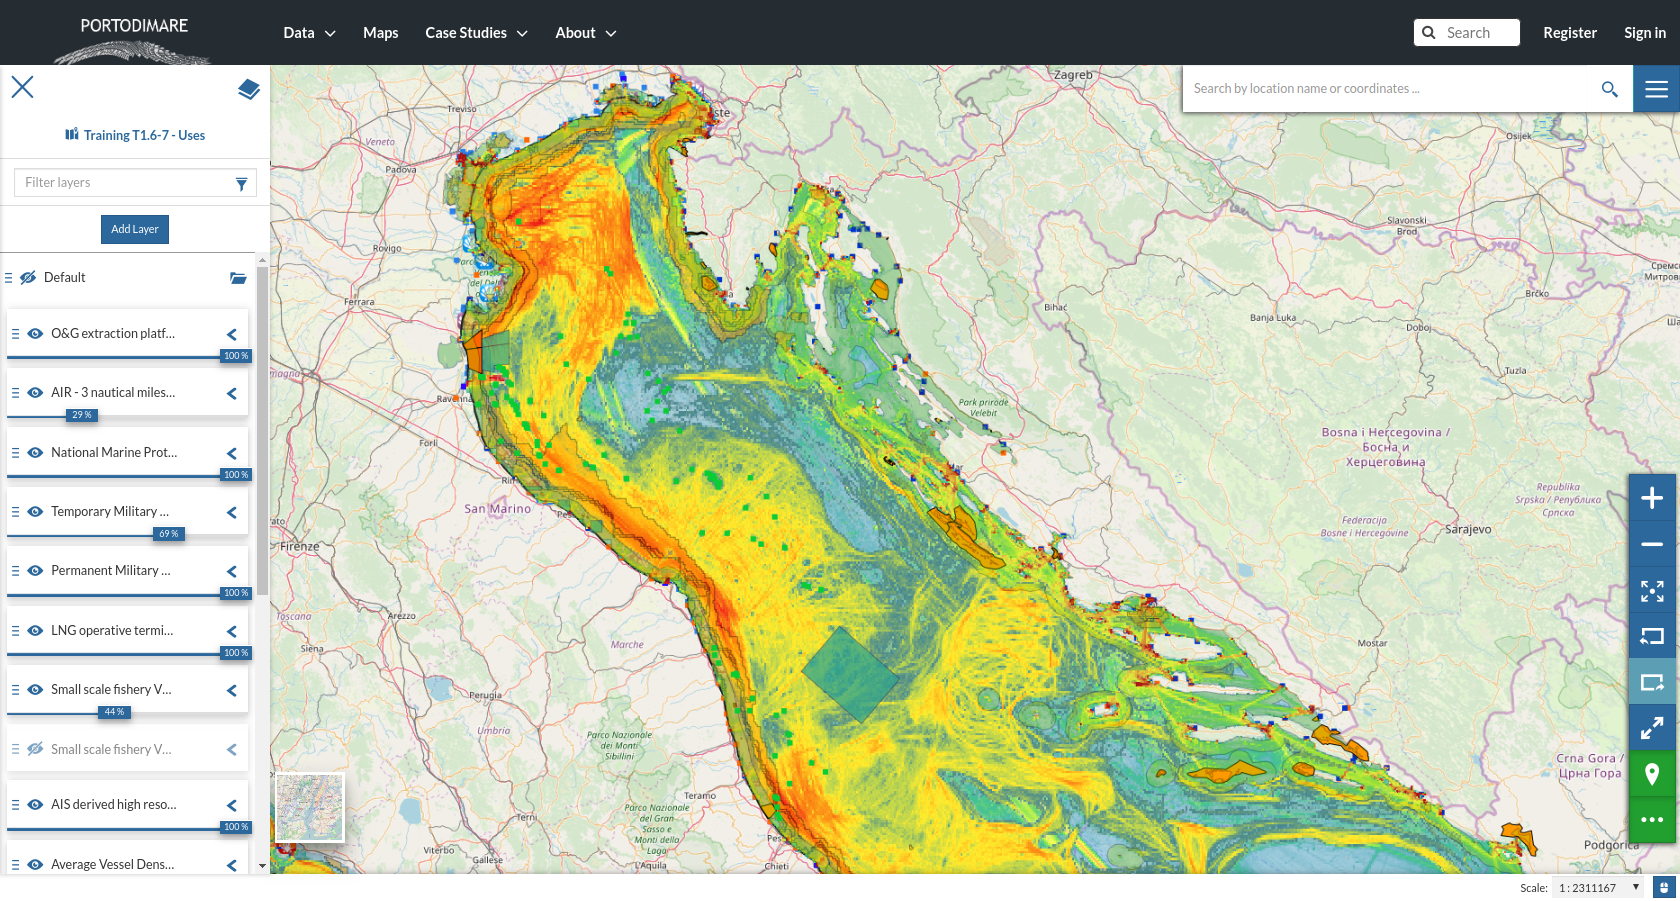 PORTODIMARE
Data
Maps
Case Studies
About
Search
Register
Sign in
Training T1.6-7 - Uses
Filter layers
Add Layer
Default
O&G extraction platf...
100 %
AIR - 3 nautical miles...
29 %
National Marine Prot...
100 %
Temporary Military ...
69 %
Permanent Military ...
100 %
LNG operative termi...
100 %
Small scale fishery V...
44 %
Small scale fishery V...
AIS derived high reso...
100 %
Average Vessel Dens...
Search by location name or coordinates ...
Zagreb
Treviso
Veneto
Padova
Osijek
Rovigo
Slavonski
Brod
Ferrara
Bihać
Banja Luka
Brčko
Doboj
Tuzla
Park prirode
Velebit
Forlì
Bosna i Hercegovina /
Босна и
Херцеговина
San Marino
Republika
Srpska / Република
Српска
Federacija
Bosne i Hercegovine
Sarajevo
Firenze
Arezzo
Toscana
Siena
Marche
Mostar
Perugia
Umbria
Parco Nazionale
dei Monti
Sibillini
Crna Gora /
Црна Гора
Teramo
Parco Nazionale
del Gran
Sasso e
Monti della
Laga
Terni
Viterbo
Gallese
L'Aquila
Chieti
Podgorica
Scale:
1 : 2311167